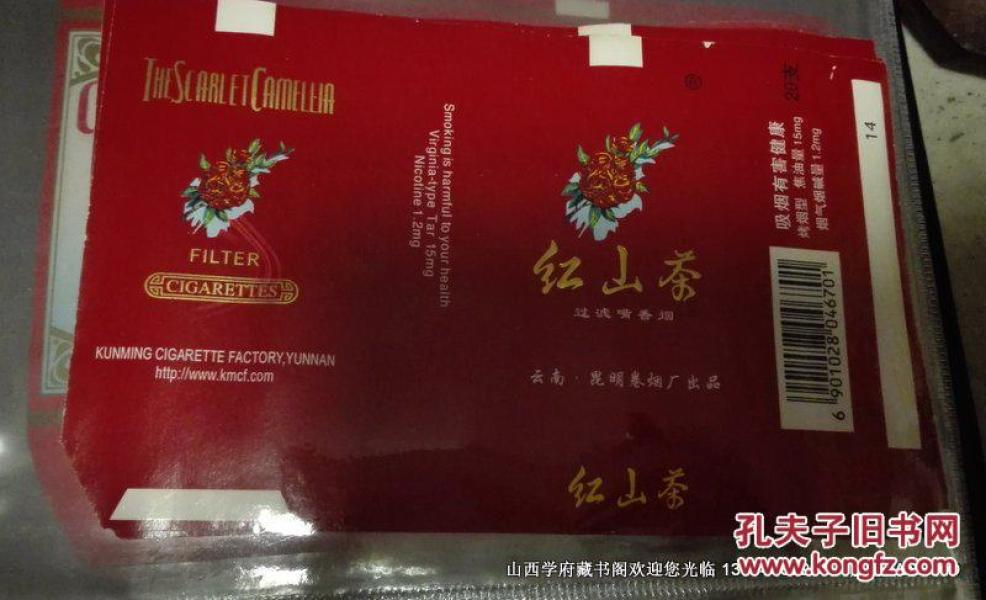 THE SCARLET CAMELLIA
FILTER
CIGARETTES
KUNMING CIGARETTE FACTORY,YUNNAN
http://www.kmcf.com
Smoking is harmful to your health
Virginia-type Tar 15mg
Nicotine 1.2mg
®
红山茶
过滤嘴香烟
云南·昆明卷烟厂出品
红山茶
20支
吸烟有害健康
烤烟型 焦油量15mg
烟气烟碱量1.2mg
6 901028 046701
14
孔夫子旧书网
www.kongfz.com
山西学府藏书阁欢迎您光临